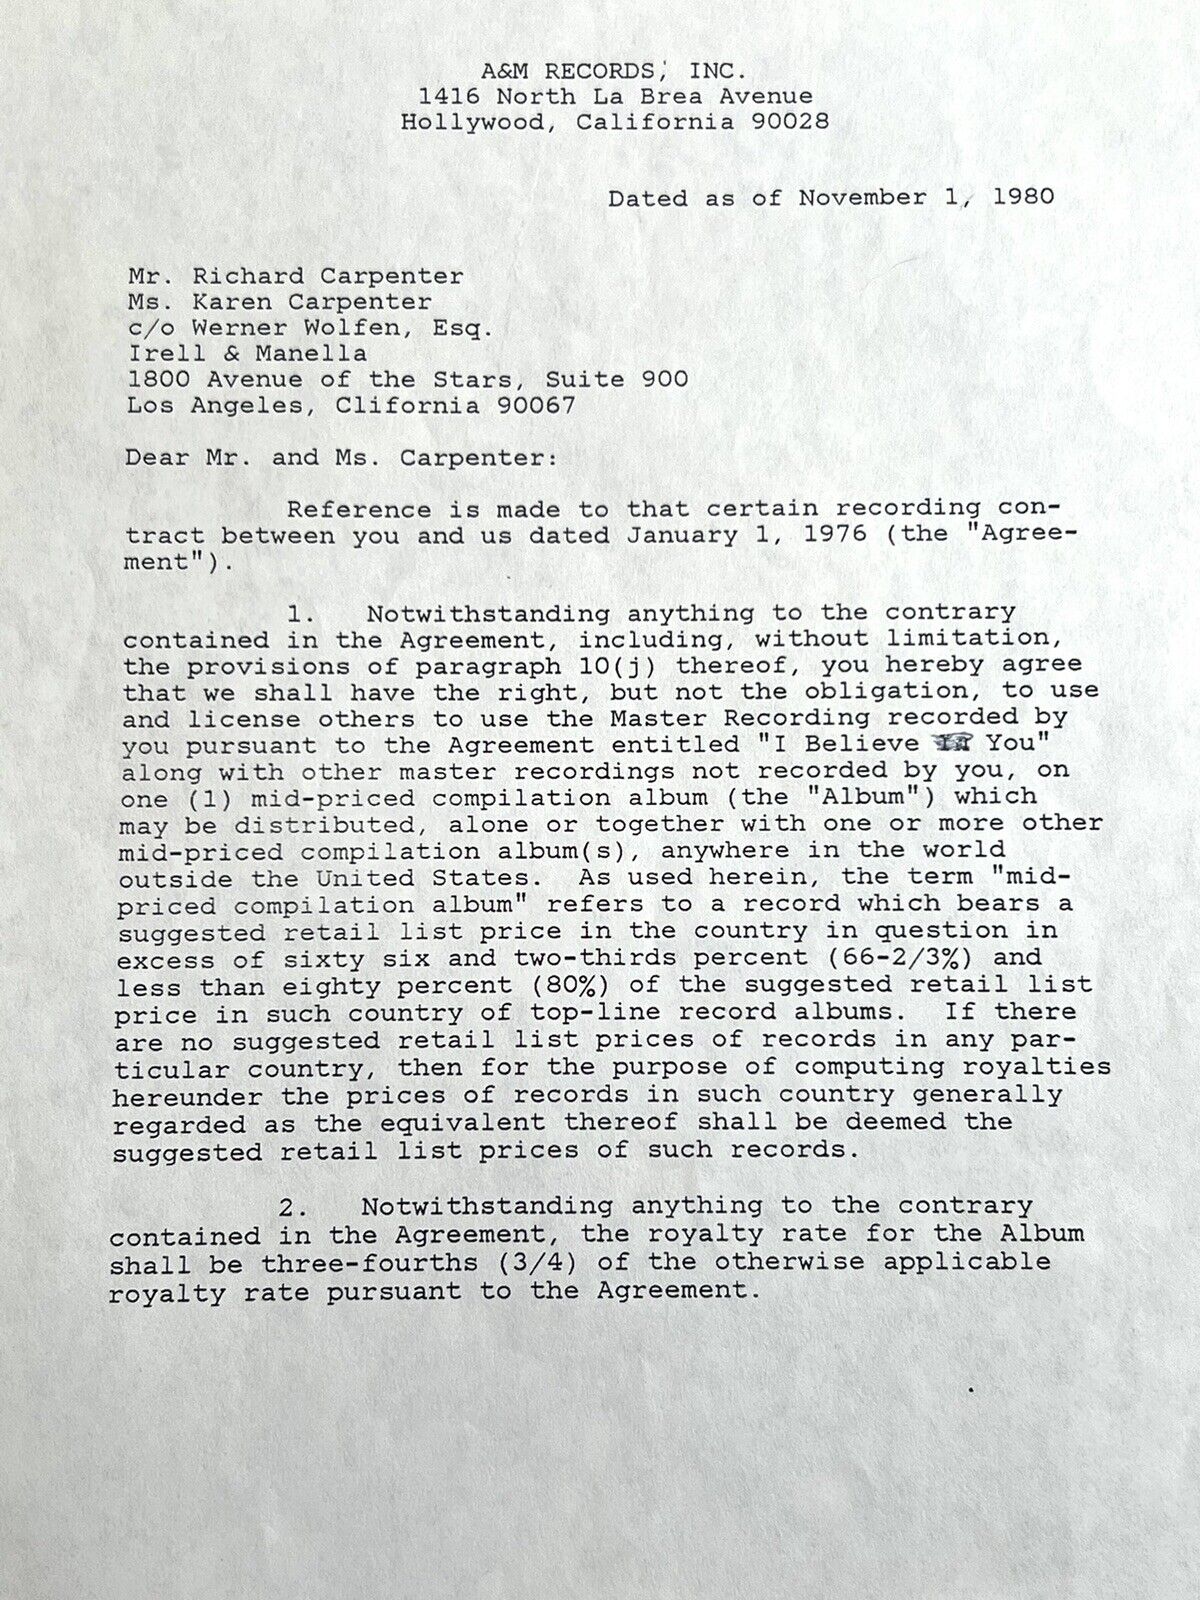 A&M RECORDS, INC.
1416 North La Brea Avenue
Hollywood, California 90028
Dated as of November 1, 1980
Mr. Richard Carpenter
Ms. Karen Carpenter
c/o Werner Wolfen, Esq.
Irell & Manella
1800 Avenue of the Stars, Suite 900
Los Angeles, Clifornia 90067
Dear Mr. and Ms. Carpenter:
Reference is made to that certain recording con-
tract between you and us dated January 1, 1976 (the "Agree-
ment").
1. Notwithstanding anything to the contrary
contained in the Agreement, including, without limitation,
the provisions of paragraph 10(j) thereof, you hereby agree
that we shall have the right, but not the obligation, to use
and license others to use the Master Recording recorded by
you pursuant to the Agreement entitled "I Believe You"
along with other master recordings not recorded by you, on
one (1) mid-priced compilation album (the "Album") which
may be distributed, alone or together with one or more other
mid-priced compilation album(s), anywhere in the world
outside the United States. As used herein, the term "mid-
priced compilation album" refers to a record which bears a
suggested retail list price in the country in question in
excess of sixty six and two-thirds percent (66-2/3%) and
less than eighty percent (80%) of the suggested retail list
price in such country of top-line record albums. If there
are no suggested retail list prices of records in any par-
ticular country, then for the purpose of computing royalties
hereunder the prices of records in such country generally
regarded as the equivalent thereof shall be deemed the
suggested retail list prices of such records.
2. Notwithstanding anything to the contrary
contained in the Agreement, the royalty rate for the Album
shall be three-fourths (3/4) of the otherwise applicable
royalty rate pursuant to the Agreement.